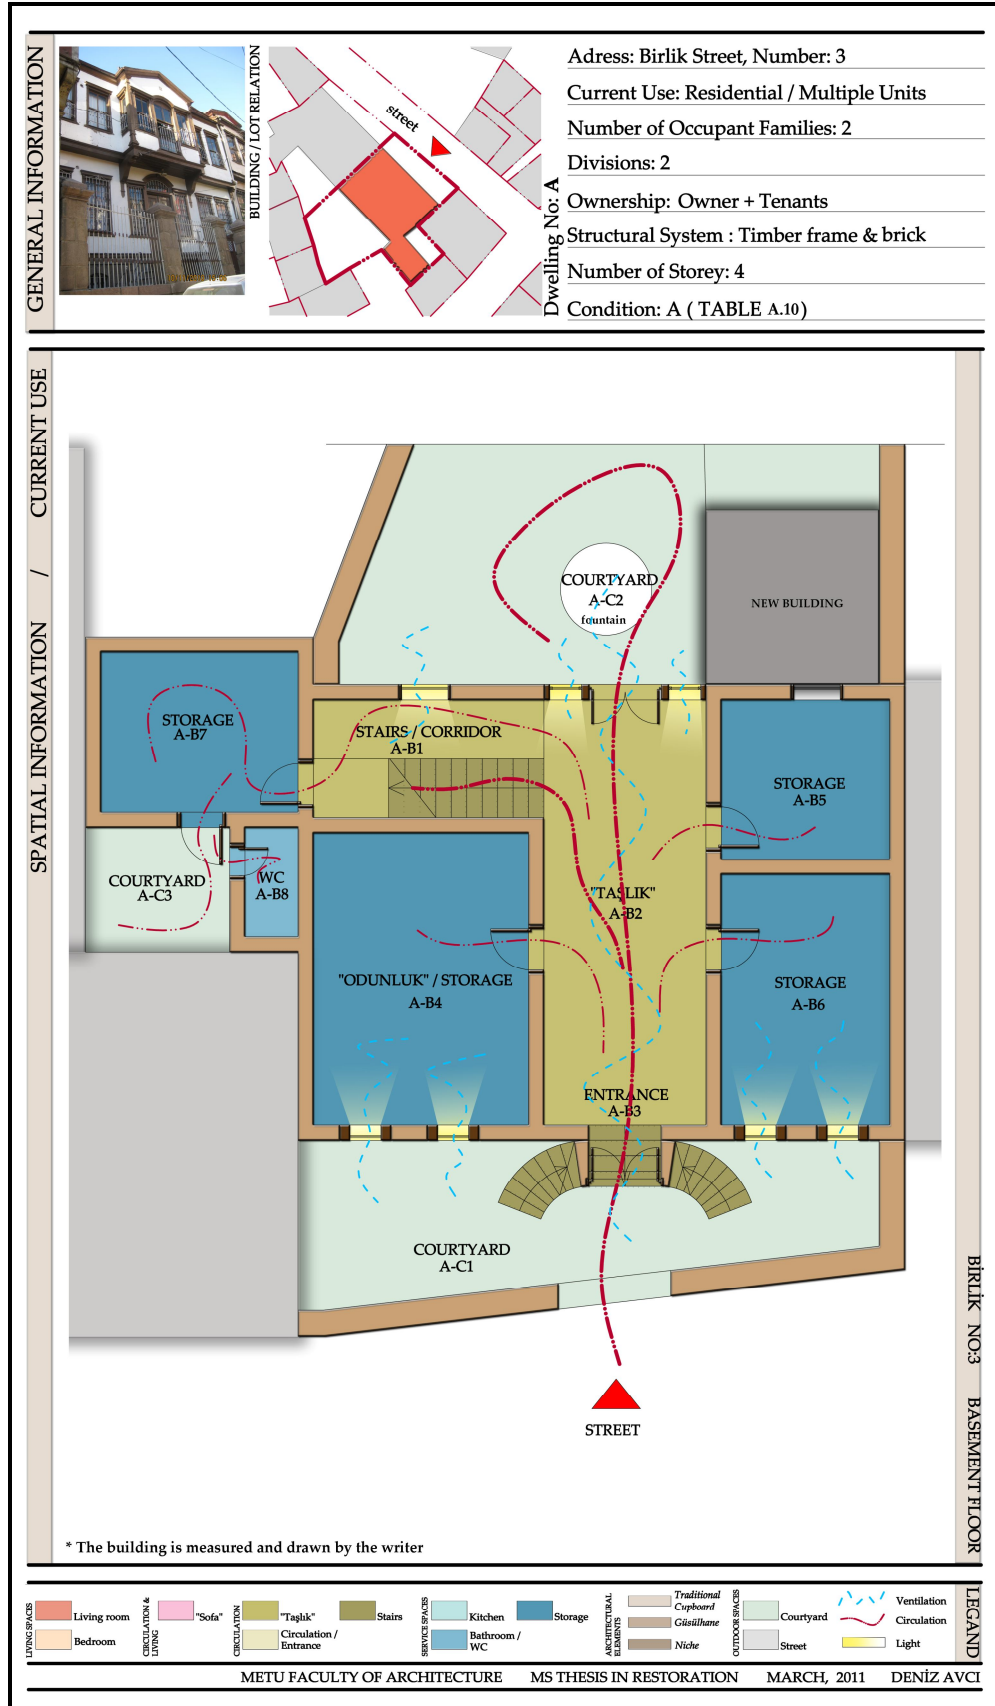 GENERAL INFORMATION
BUILDING / LOT RELATION
street
Dwelling No: A
Adress: Birlik Street, Number: 3
Current Use: Residential / Multiple Units
Number of Occupant Families: 2
Divisions: 2
Ownership: Owner + Tenants
Structural System : Timber frame & brick
Number of Storey: 4
Condition: A ( TABLE A.10)
SPATIAL INFORMATION / CURRENT USE
COURTYARD
A-C2
fountain
NEW BUILDING
STORAGE
A-B7
STAIRS / CORRIDOR
A-B1
STORAGE
A-B5
COURTYARD
A-C3
WC
A-B8
"TAŞLIK"
A-B2
"ODUNLUK" / STORAGE
A-B4
STORAGE
A-B6
ENTRANCE
A-B3
COURTYARD
A-C1
STREET
BİRLİK NO:3 BASEMENT FLOOR
* The building is measured and drawn by the writer
LIVING SPACES
Living room
Bedroom
CIRCULATION &
LIVING
"Sofa"
CIRCULATION
"Taşlık"
Circulation /
Entrance
Stairs
SERVICE SPACES
Kitchen
Bathroom /
WC
Storage
ARCHITECTURAL
ELEMENTS
Traditional
Cupboard
Güsülhane
Niche
OUTDOOR SPACES
Courtyard
Street
Ventilation
Circulation
Light
LEGAND
METU FACULTY OF ARCHITECTURE MS THESIS IN RESTORATION MARCH, 2011 DENİZ AVCI